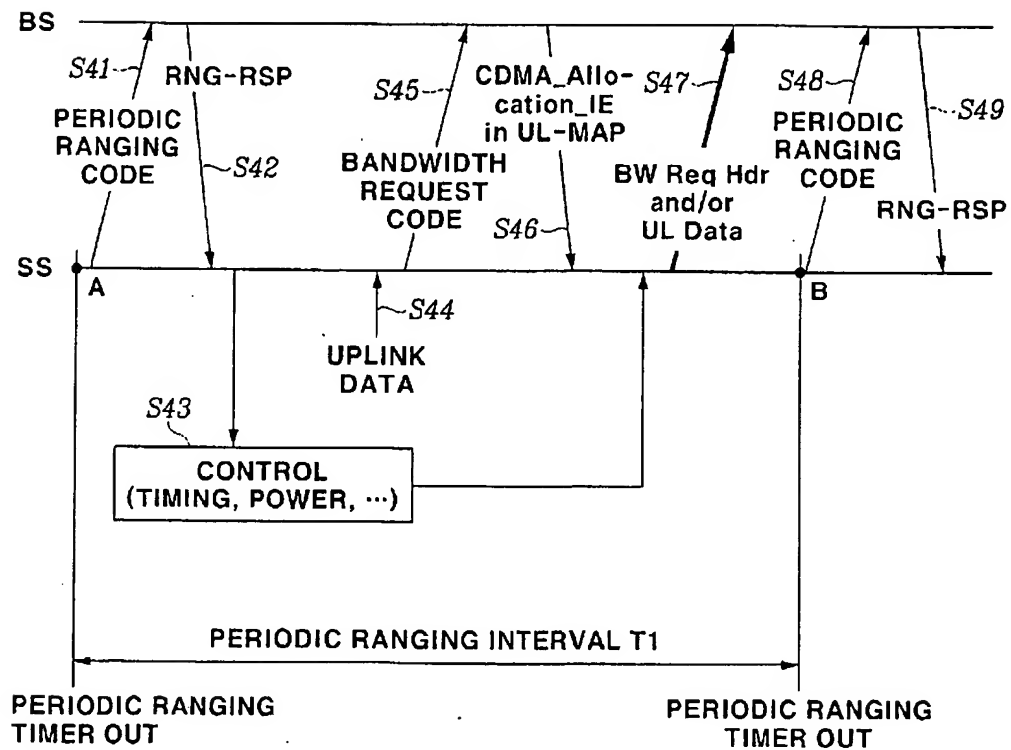 BS
S41
RNG-RSP
PERIODIC
RANGING
CODE
S42
S45
BANDWIDTH
REQUEST
CODE
CDMA_Allo-
cation_IE
in UL-MAP
S46
S47
BW Req Hdr
and/or
UL Data
S48
PERIODIC
RANGING
CODE
S49
RNG-RSP
SS
A
B
S44
UPLINK
DATA
S43
CONTROL
(TIMING, POWER, ···)
PERIODIC RANGING INTERVAL T1
PERIODIC RANGING
TIMER OUT
PERIODIC RANGING
TIMER OUT